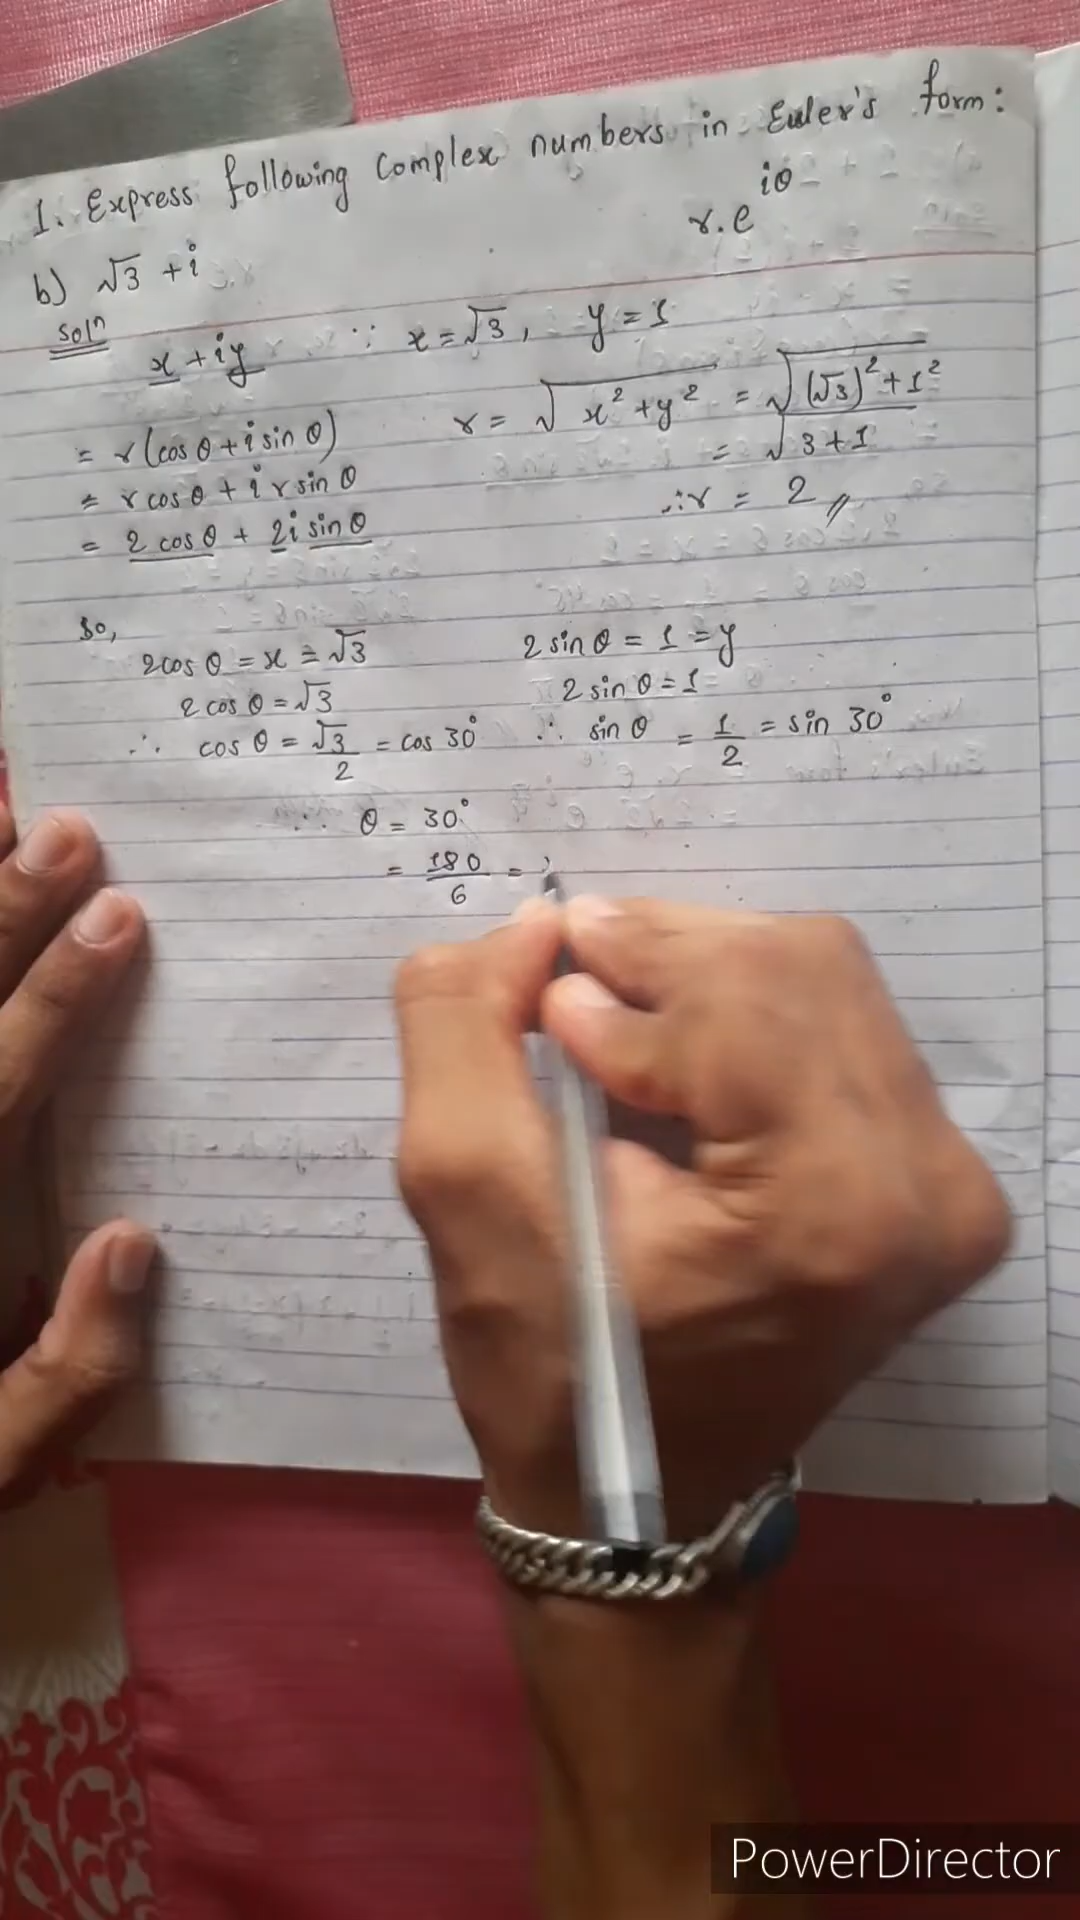 1. Express following complex numbers in Euler's form:
r.e^{iθ}
b) √3 + i
Solⁿ
x + iy ∵ x = √3, y = 1
r = √(x² + y²) = √((√3)² + 1²)
= r(cos θ + i sin θ)
= √(3 + 1)
= r cos θ + i r sin θ
∴ r = 2 //
= 2 cos θ + 2i sin θ
So,
2 cos θ = x = √3 2 sin θ = 1 = y
2 cos θ = √3 2 sin θ = 1
∴ cos θ = √3/2 = cos 30° ∴ sin θ = 1/2 = sin 30°
θ = 30°
= 180/6 =
PowerDirector